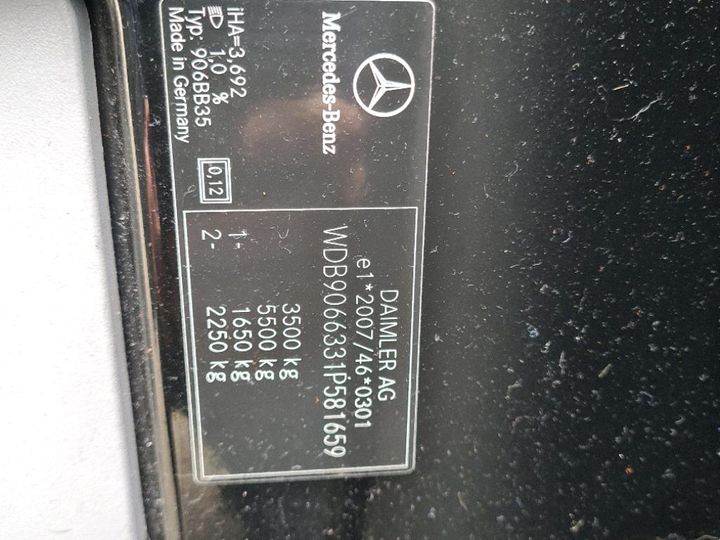 Mercedes-Benz
iHA=3,692
1,0 %
Typ: 906BB35
Made in Germany
0,12
DAIMLER AG
e1*2007/46*0301
WDB9066331P581659
3500 kg
5500 kg
1- 1650 kg
2- 2250 kg